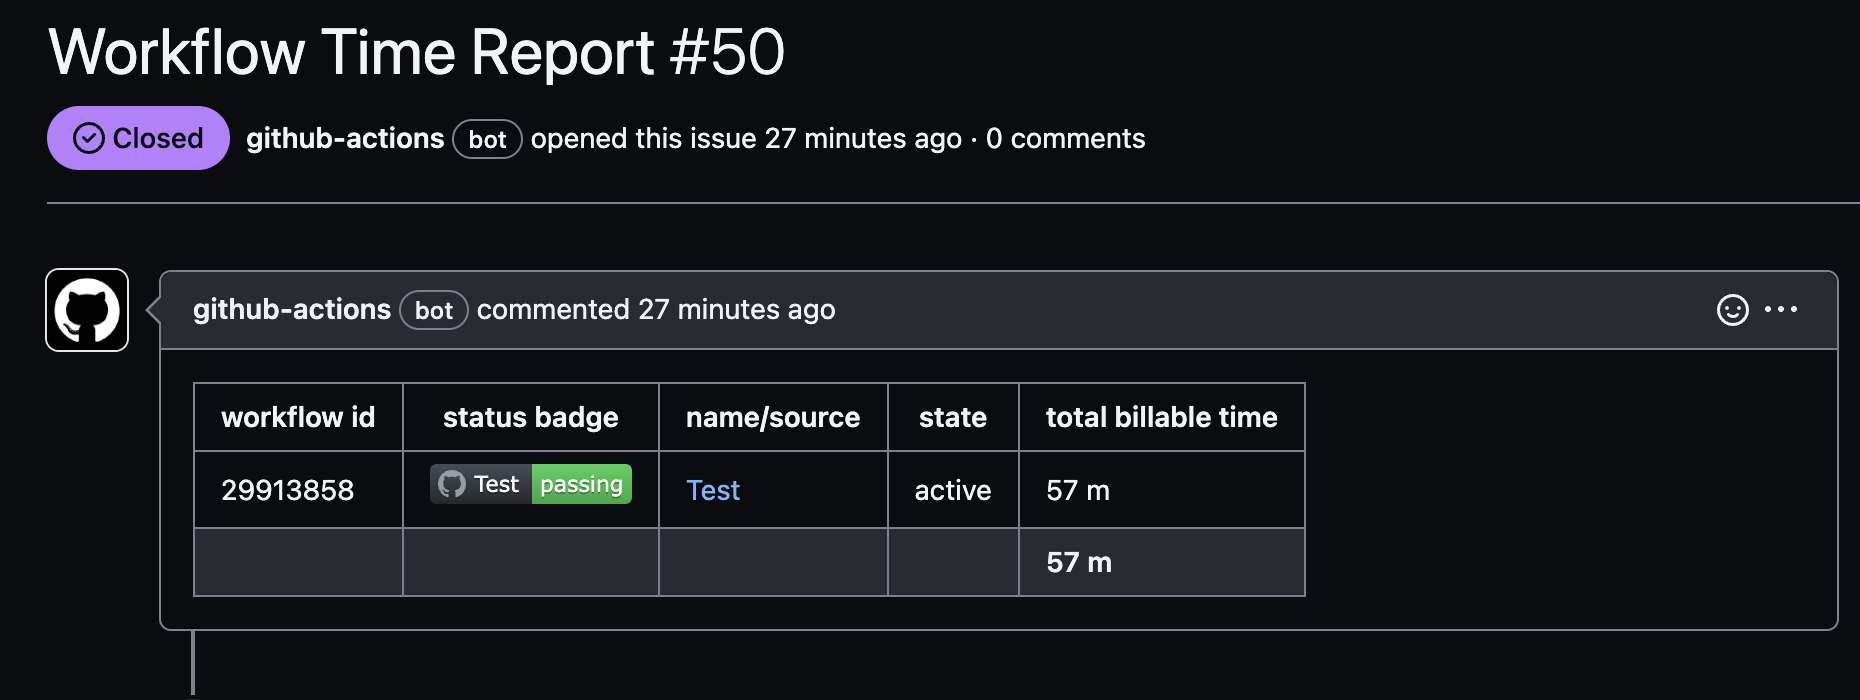 Workflow Time Report #50
Closed github-actions bot opened this issue 27 minutes ago · 0 comments
github-actions bot commented 27 minutes ago
workflow id status badge name/source state total billable time
29913858 Test passing Test active 57 m
57 m